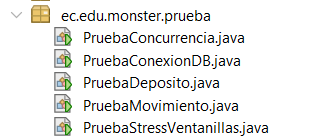 ec.edu.monster.prueba
PruebaConcurrencia.java
PruebaConexionDB.java
PruebaDeposito.java
PruebaMovimiento.java
PruebaStressVentanillas.java